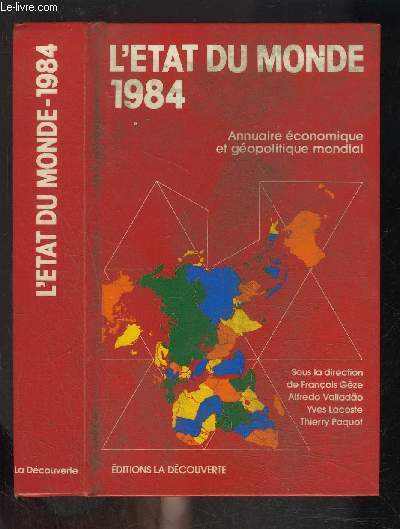 © Le-livre.com
L'ETAT DU MONDE-1984
La Découverte
L'ETAT DU MONDE
1984
Annuaire économique
et géopolitique mondial
Sous la direction
de François Gèze
Alfredo Valladão
Yves Lacoste
Thierry Paquot
ÉDITIONS LA DÉCOUVERTE